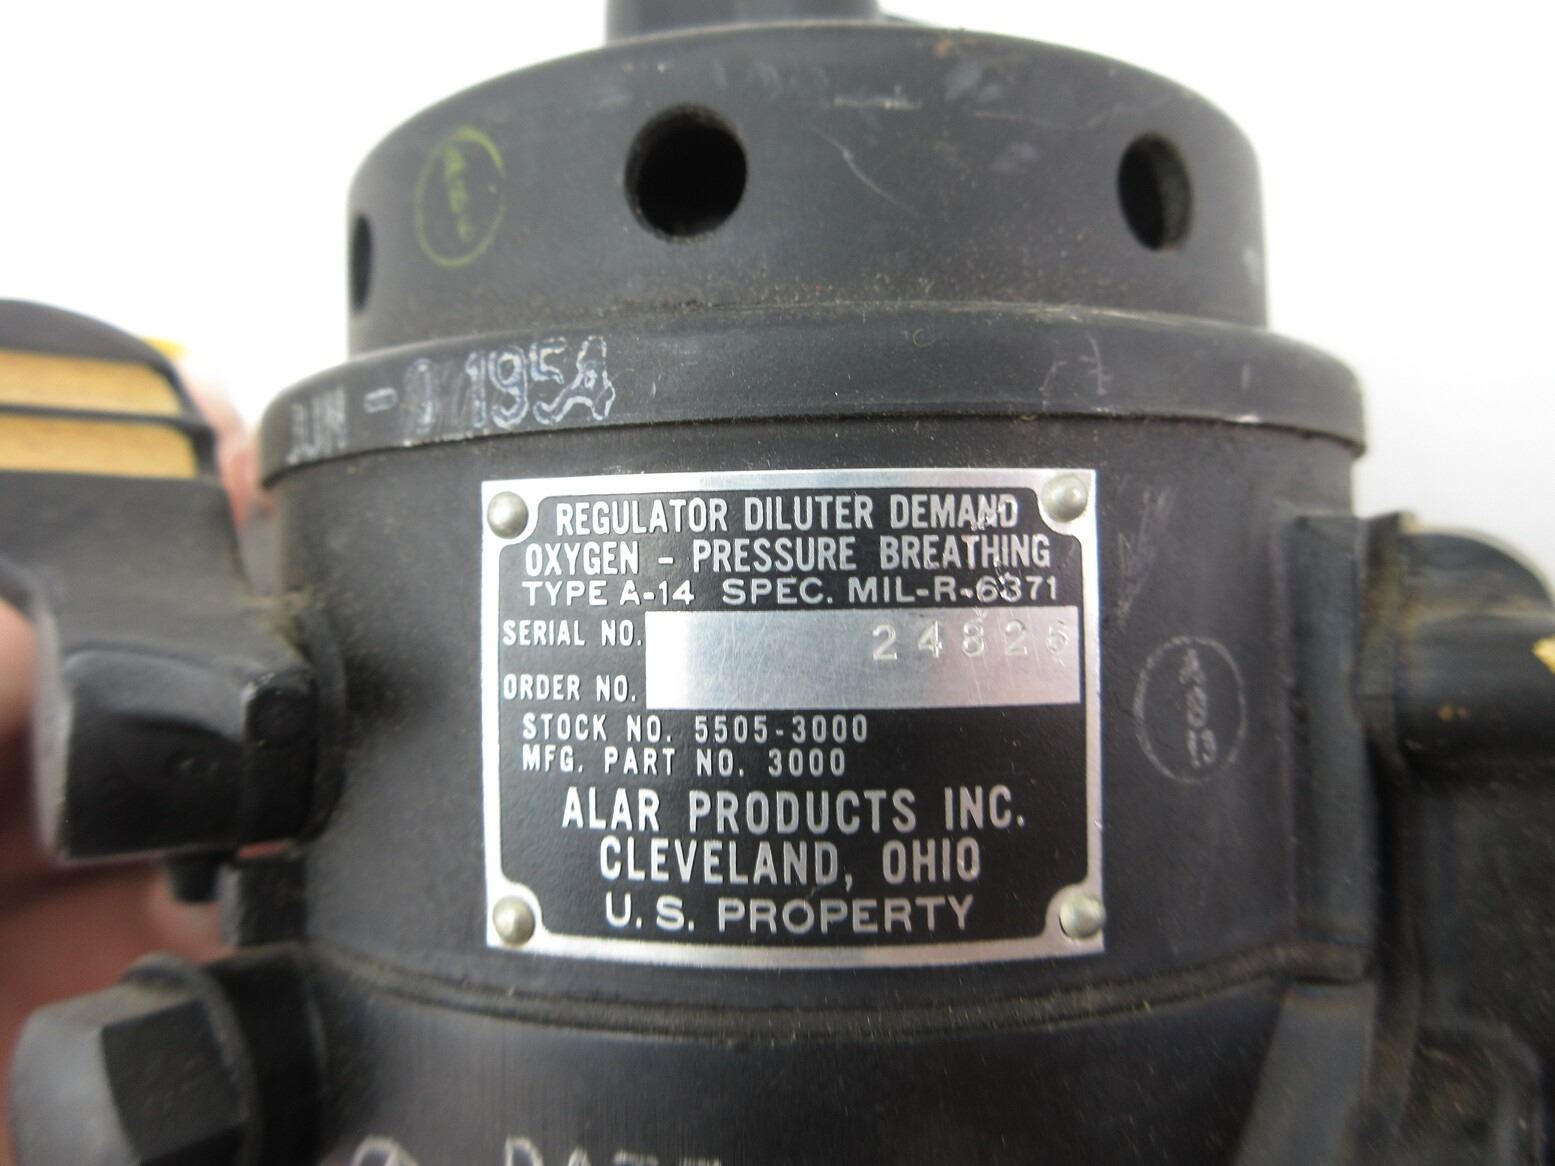 JUN - 9 1954
REGULATOR DILUTER DEMAND
OXYGEN - PRESSURE BREATHING
TYPE A-14 SPEC. MIL-R-6371
SERIAL NO. 24826
ORDER NO.
STOCK NO. 5505-3000
MFG. PART NO. 3000
ALAR PRODUCTS INC.
CLEVELAND, OHIO
U. S. PROPERTY